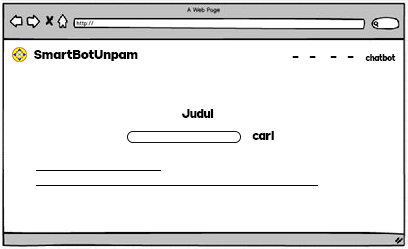 A Web Page
http://
SmartBotUnpam
chatbot
Judul
cari